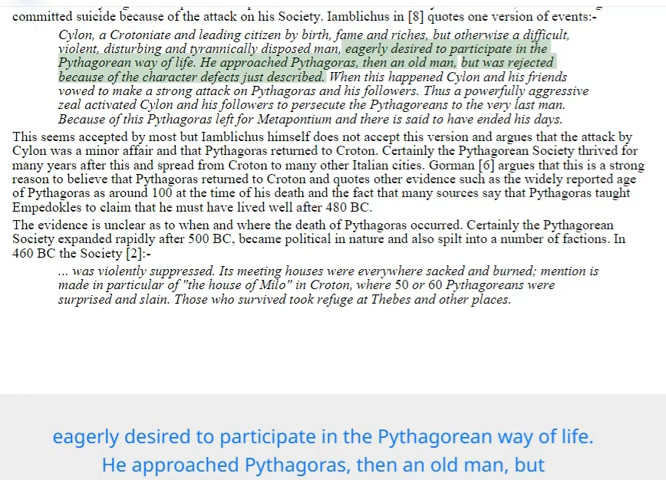 committed suicide because of the attack on his Society. Iamblichus in [8] quotes one version of events:-
Cylon, a Crotoniate and leading citizen by birth, fame and riches, but otherwise a difficult,
violent, disturbing and tyrannically disposed man, eagerly desired to participate in the
Pythagorean way of life. He approached Pythagoras, then an old man, but was rejected
because of the character defects just described. When this happened Cylon and his friends
vowed to make a strong attack on Pythagoras and his followers. Thus a powerfully aggressive
zeal activated Cylon and his followers to persecute the Pythagoreans to the very last man.
Because of this Pythagoras left for Metapontium and there is said to have ended his days.
This seems accepted by most but Iamblichus himself does not accept this version and argues that the attack by
Cylon was a minor affair and that Pythagoras returned to Croton. Certainly the Pythagorean Society thrived for
many years after this and spread from Croton to many other Italian cities. Gorman [6] argues that this is a strong
reason to believe that Pythagoras returned to Croton and quotes other evidence such as the widely reported age
of Pythagoras as around 100 at the time of his death and the fact that many sources say that Pythagoras taught
Empedokles to claim that he must have lived well after 480 BC.
The evidence is unclear as to when and where the death of Pythagoras occurred. Certainly the Pythagorean
Society expanded rapidly after 500 BC, became political in nature and also spilt into a number of factions. In
460 BC the Society [2]:-
... was violently suppressed. Its meeting houses were everywhere sacked and burned; mention is
made in particular of "the house of Milo" in Croton, where 50 or 60 Pythagoreans were
surprised and slain. Those who survived took refuge at Thebes and other places.
eagerly desired to participate in the Pythagorean way of life.
He approached Pythagoras, then an old man, but